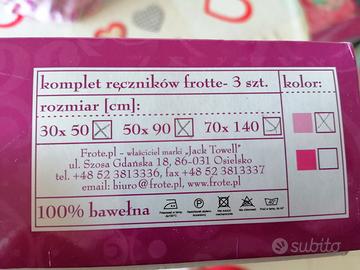 komplet ręczników frotte- 3 szt.
kolor:
rozmiar [cm]:
30x 50 50x 90 70x 140
Frote.pl - właściciel marki „Jack Towell”
ul. Szosa Gdańska 18, 86-031 Osielsko
tel.+48 52 3813336, fax +48 52 3813337
email: biuro@frote.pl, www.frote.pl
100% bawełna
subito